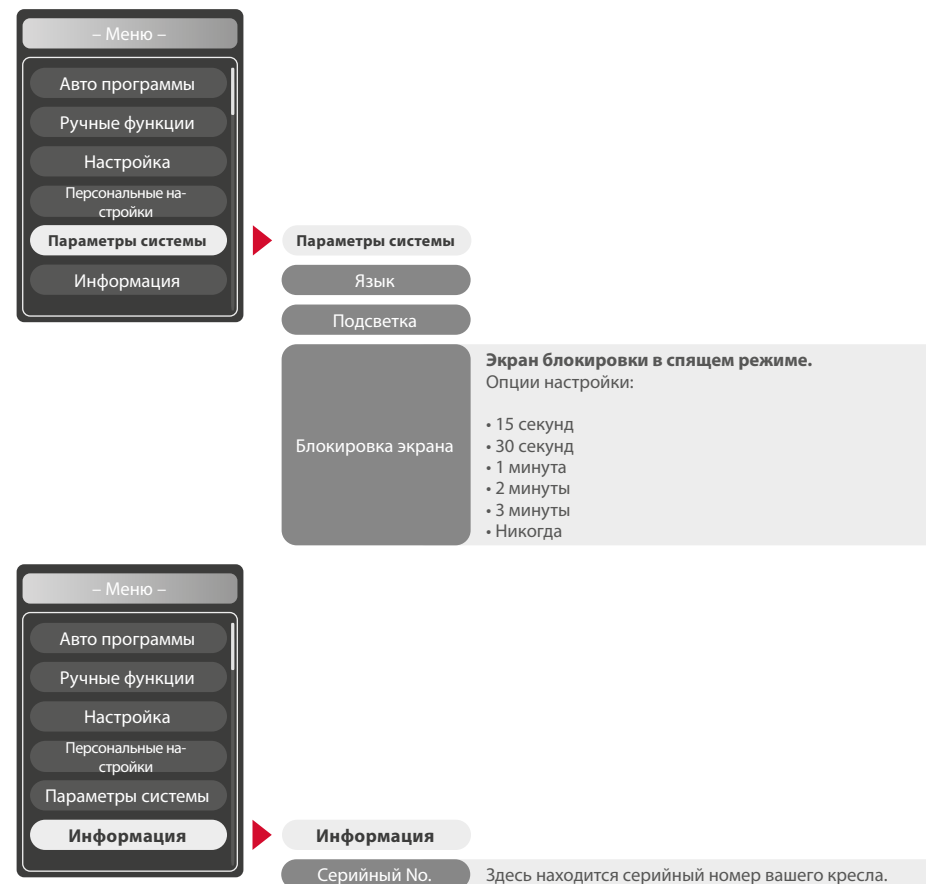 – Меню –
Авто программы
Ручные функции
Настройка
Персональные на-
стройки
Параметры системы
Информация
Параметры системы
Язык
Подсветка
Блокировка экрана
Экран блокировки в спящем режиме.
Опции настройки:
• 15 секунд
• 30 секунд
• 1 минута
• 2 минуты
• 3 минуты
• Никогда
– Меню –
Авто программы
Ручные функции
Настройка
Персональные на-
стройки
Параметры системы
Информация
Информация
Серийный No.
Здесь находится серийный номер вашего кресла.